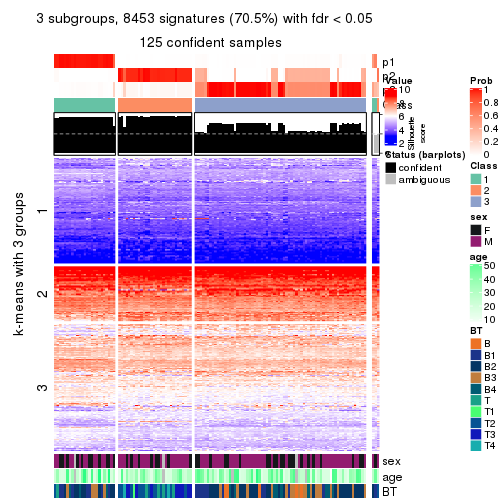 3 subgroups, 8453 signatures (70.5%) with fdr < 0.05
125 confident samples
p1
p2
Class
Silhouette
score
k-means with 3 groups
1
2
3
sex
age
BT
Value
10
8
6
4
2
Status (barplots)
confident
ambiguous
Prob
1
0.8
0.6
0.4
0.2
0
Class
1
2
3
sex
F
M
age
50
40
30
20
10
BT
B
B1
B2
B3
B4
T
T1
T2
T3
T4